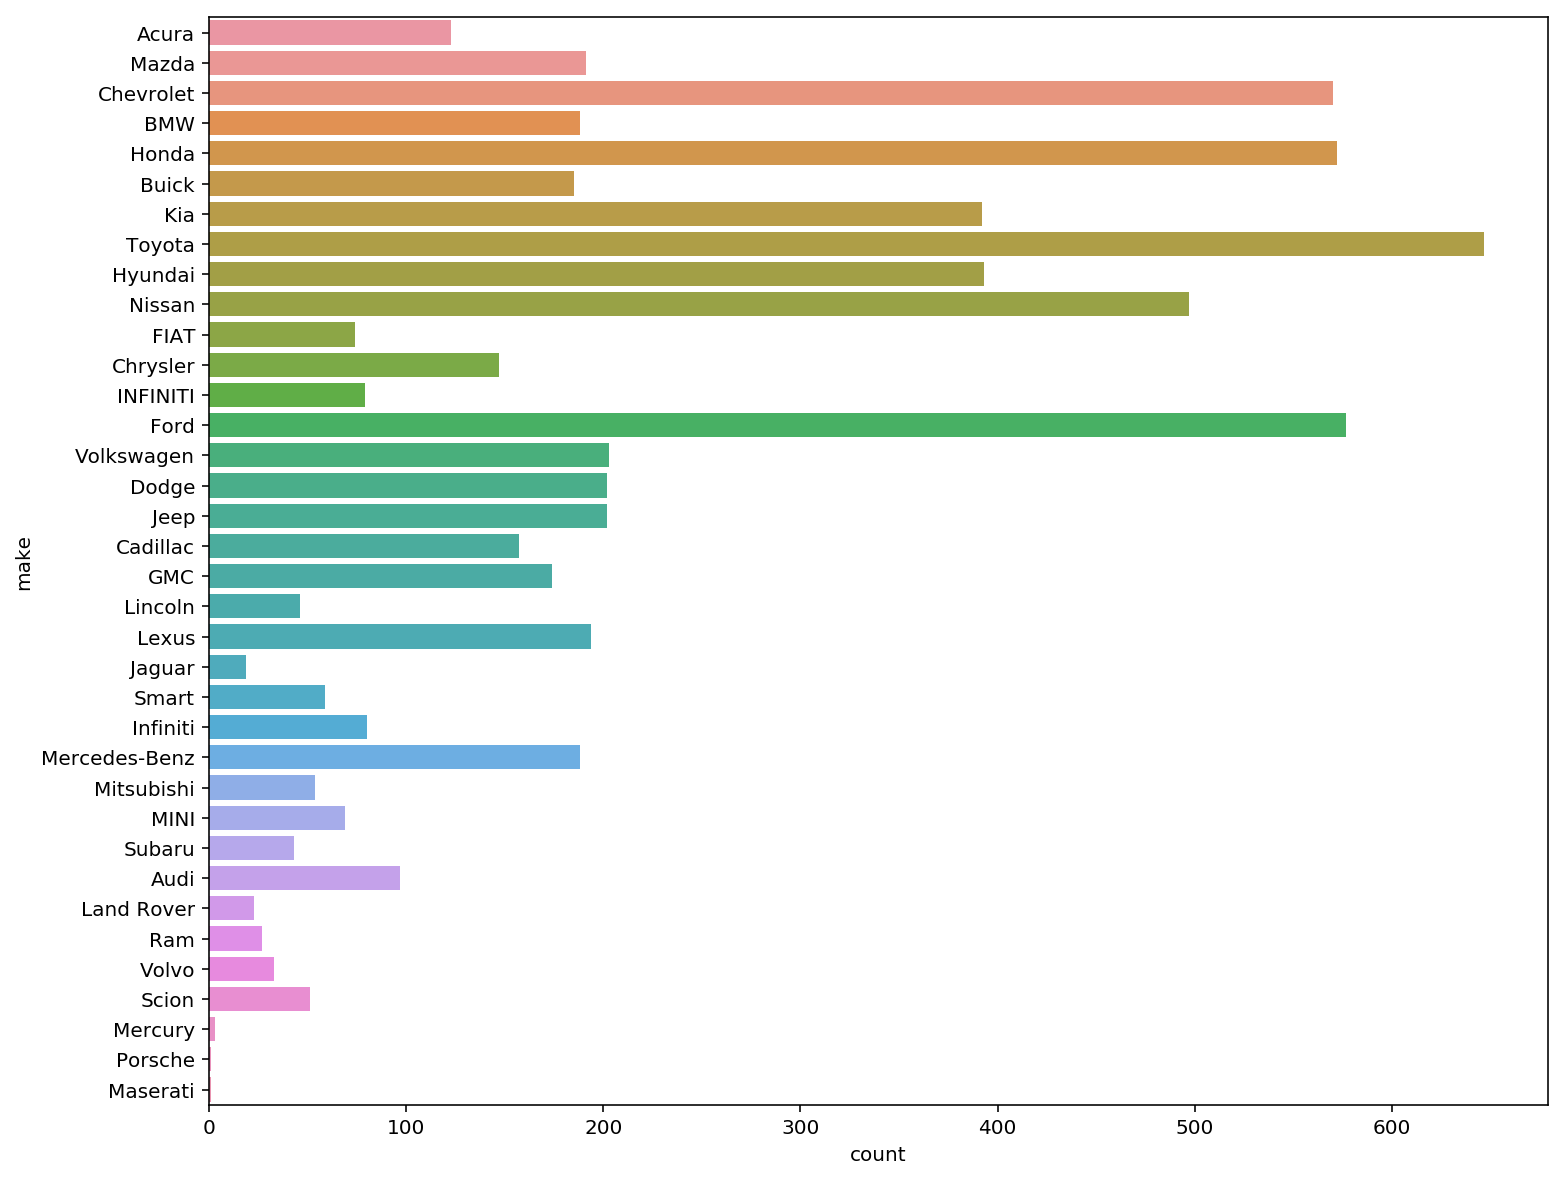 Acura
Mazda
Chevrolet
BMW
Honda
Buick
Kia
Toyota
Hyundai
Nissan
FIAT
Chrysler
INFINITI
Ford
Volkswagen
Dodge
Jeep
Cadillac
GMC
Lincoln
Lexus
Jaguar
Smart
Infiniti
Mercedes-Benz
Mitsubishi
MINI
Subaru
Audi
Land Rover
Ram
Volvo
Scion
Mercury
Porsche
Maserati
make
0 100 200 300 400 500 600
count